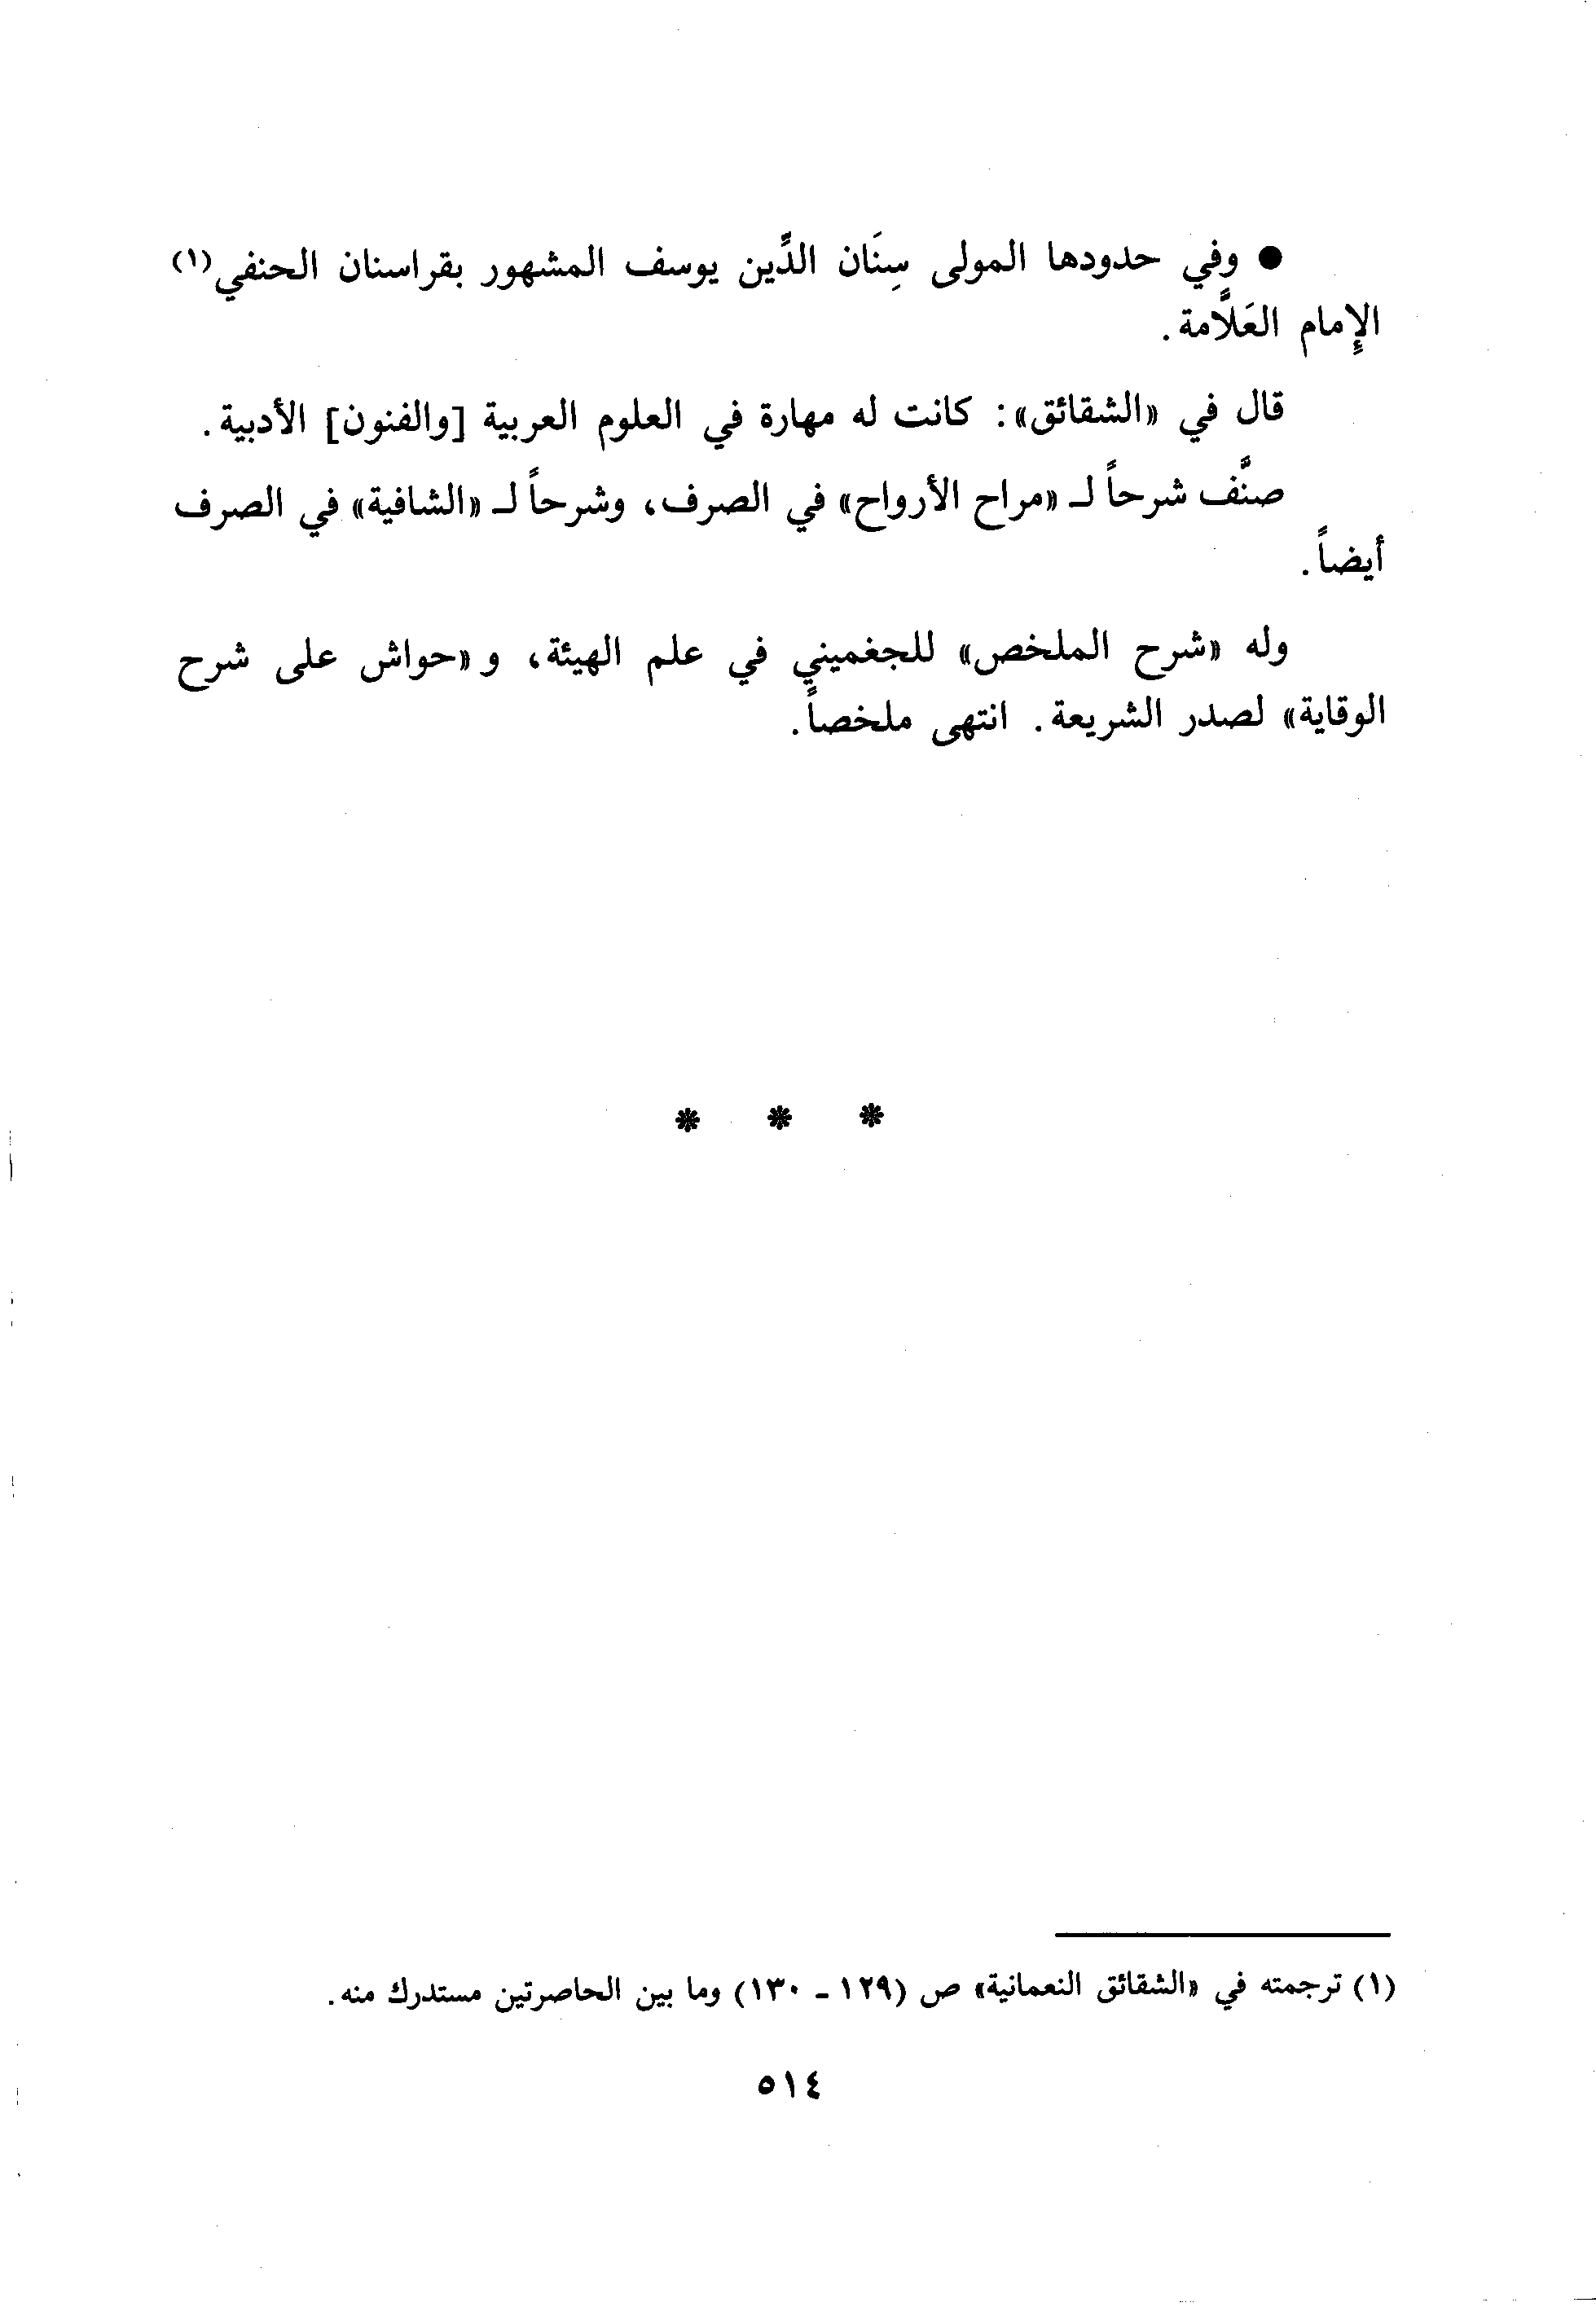 ● وفي حدودها المولى سِنَان الدِّين يوسف المشهور بقراسنان الحنفي(١)
الإِمام العَلَّامة.
قال في «الشقائق»: كانت له مهارة في العلوم العربية [والفنون] الأدبية.
صنَّف شرحاً لـ «مراح الأرواح» في الصرف، وشرحاً لـ «الشافية» في الصرف
أيضاً.
وله «شرح الملخص» للجغميني في علم الهيئة، و «حواش على شرح
الوقاية» لصدر الشريعة. انتهى ملخصاً.
* * *
(١) ترجمته في «الشقائق النعمانية» ص (١٢٩ - ١٣٠) وما بين الحاصرتين مستدرك منه.
٥١٤